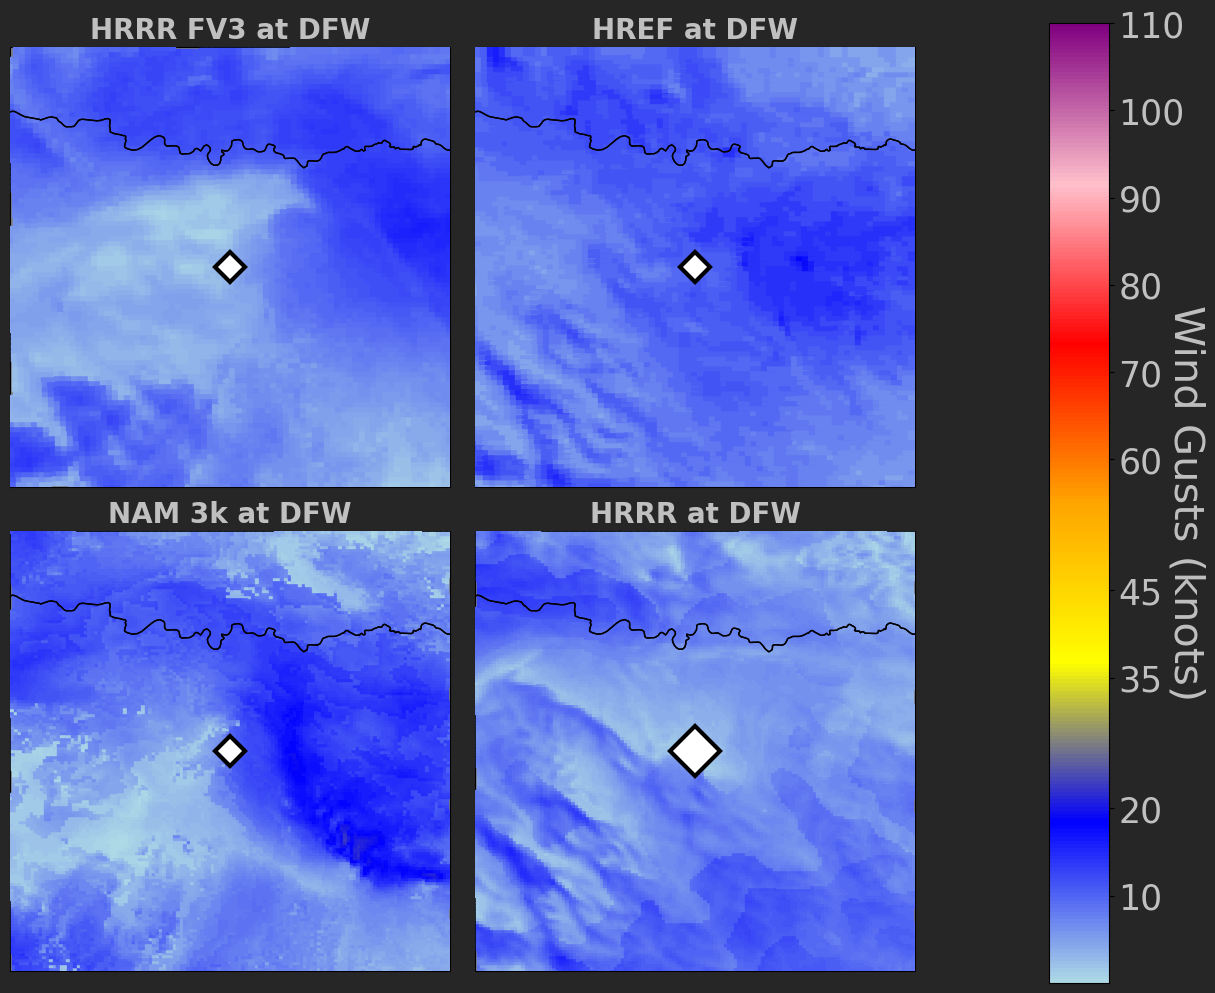 HRRR FV3 at DFW
HREF at DFW
NAM 3k at DFW
HRRR at DFW
110
100
90
80
70
60
45
35
20
10
Wind Gusts (knots)